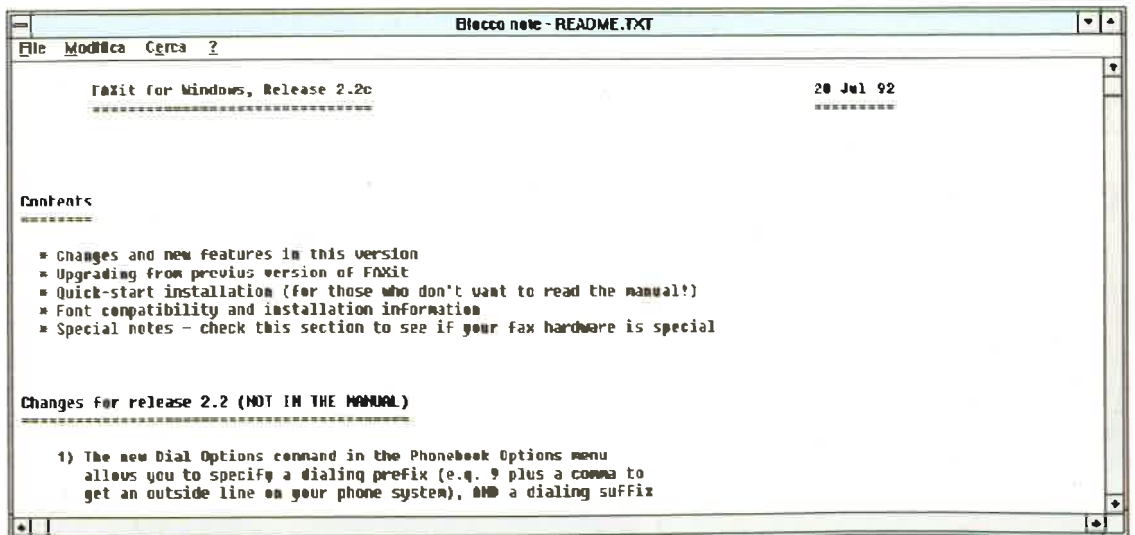 Blocco note - README.TXT
File Modifica Cerca ?
FAXit for Windows, Release 2.2c 20 Jul 92
=============================== =========
Contents
========
* Changes and new features in this version
* Upgrading from previus version of FAXit
* Quick-start installation (for those who don't want to read the manual!)
* Font compatibility and installation information
* Special notes - check this section to see if your fax hardware is special
Changes for release 2.2 (NOT IN THE MANUAL)
===========================================
1) The new Dial Options command in the Phonebook Options menu
allows you to specify a dialing prefix (e.g. 9 plus a comma to
get an outside line on your phone system), AND a dialing suffix